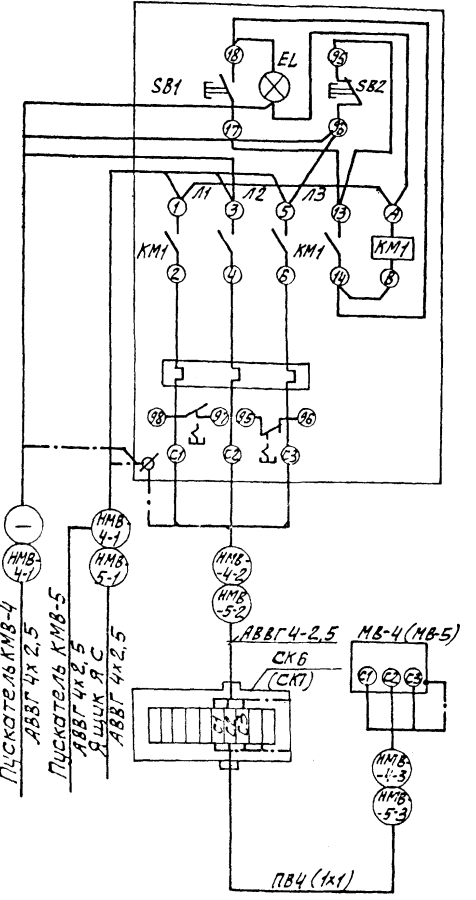 18
EL
95
SB1
SB2
17
96
Л1
Л2
Л3
1
3
5
13
A
KM1
KM1
KM1
2
4
6
14
B
98
97
95
96
C1
C2
C3
1
НМВ-
4-1
НМВ-
4-1
НМВ-
5-1
НМВ-
-4-2
НМВ
-5-2
Пускатель КМВ-4
АВВГ 4х2,5
Пускатель КМВ-5
АВВГ 4х2,5
Ящик ЯС
АВВГ 4х2,5
АВВГ 4-2,5
СК6
(СК7)
МВ-4 (МВ-5)
C1
C2
C3
C1
C2
C3
НМВ-
-4-3
НМВ-
-5-3
ПВ4 (1х1)